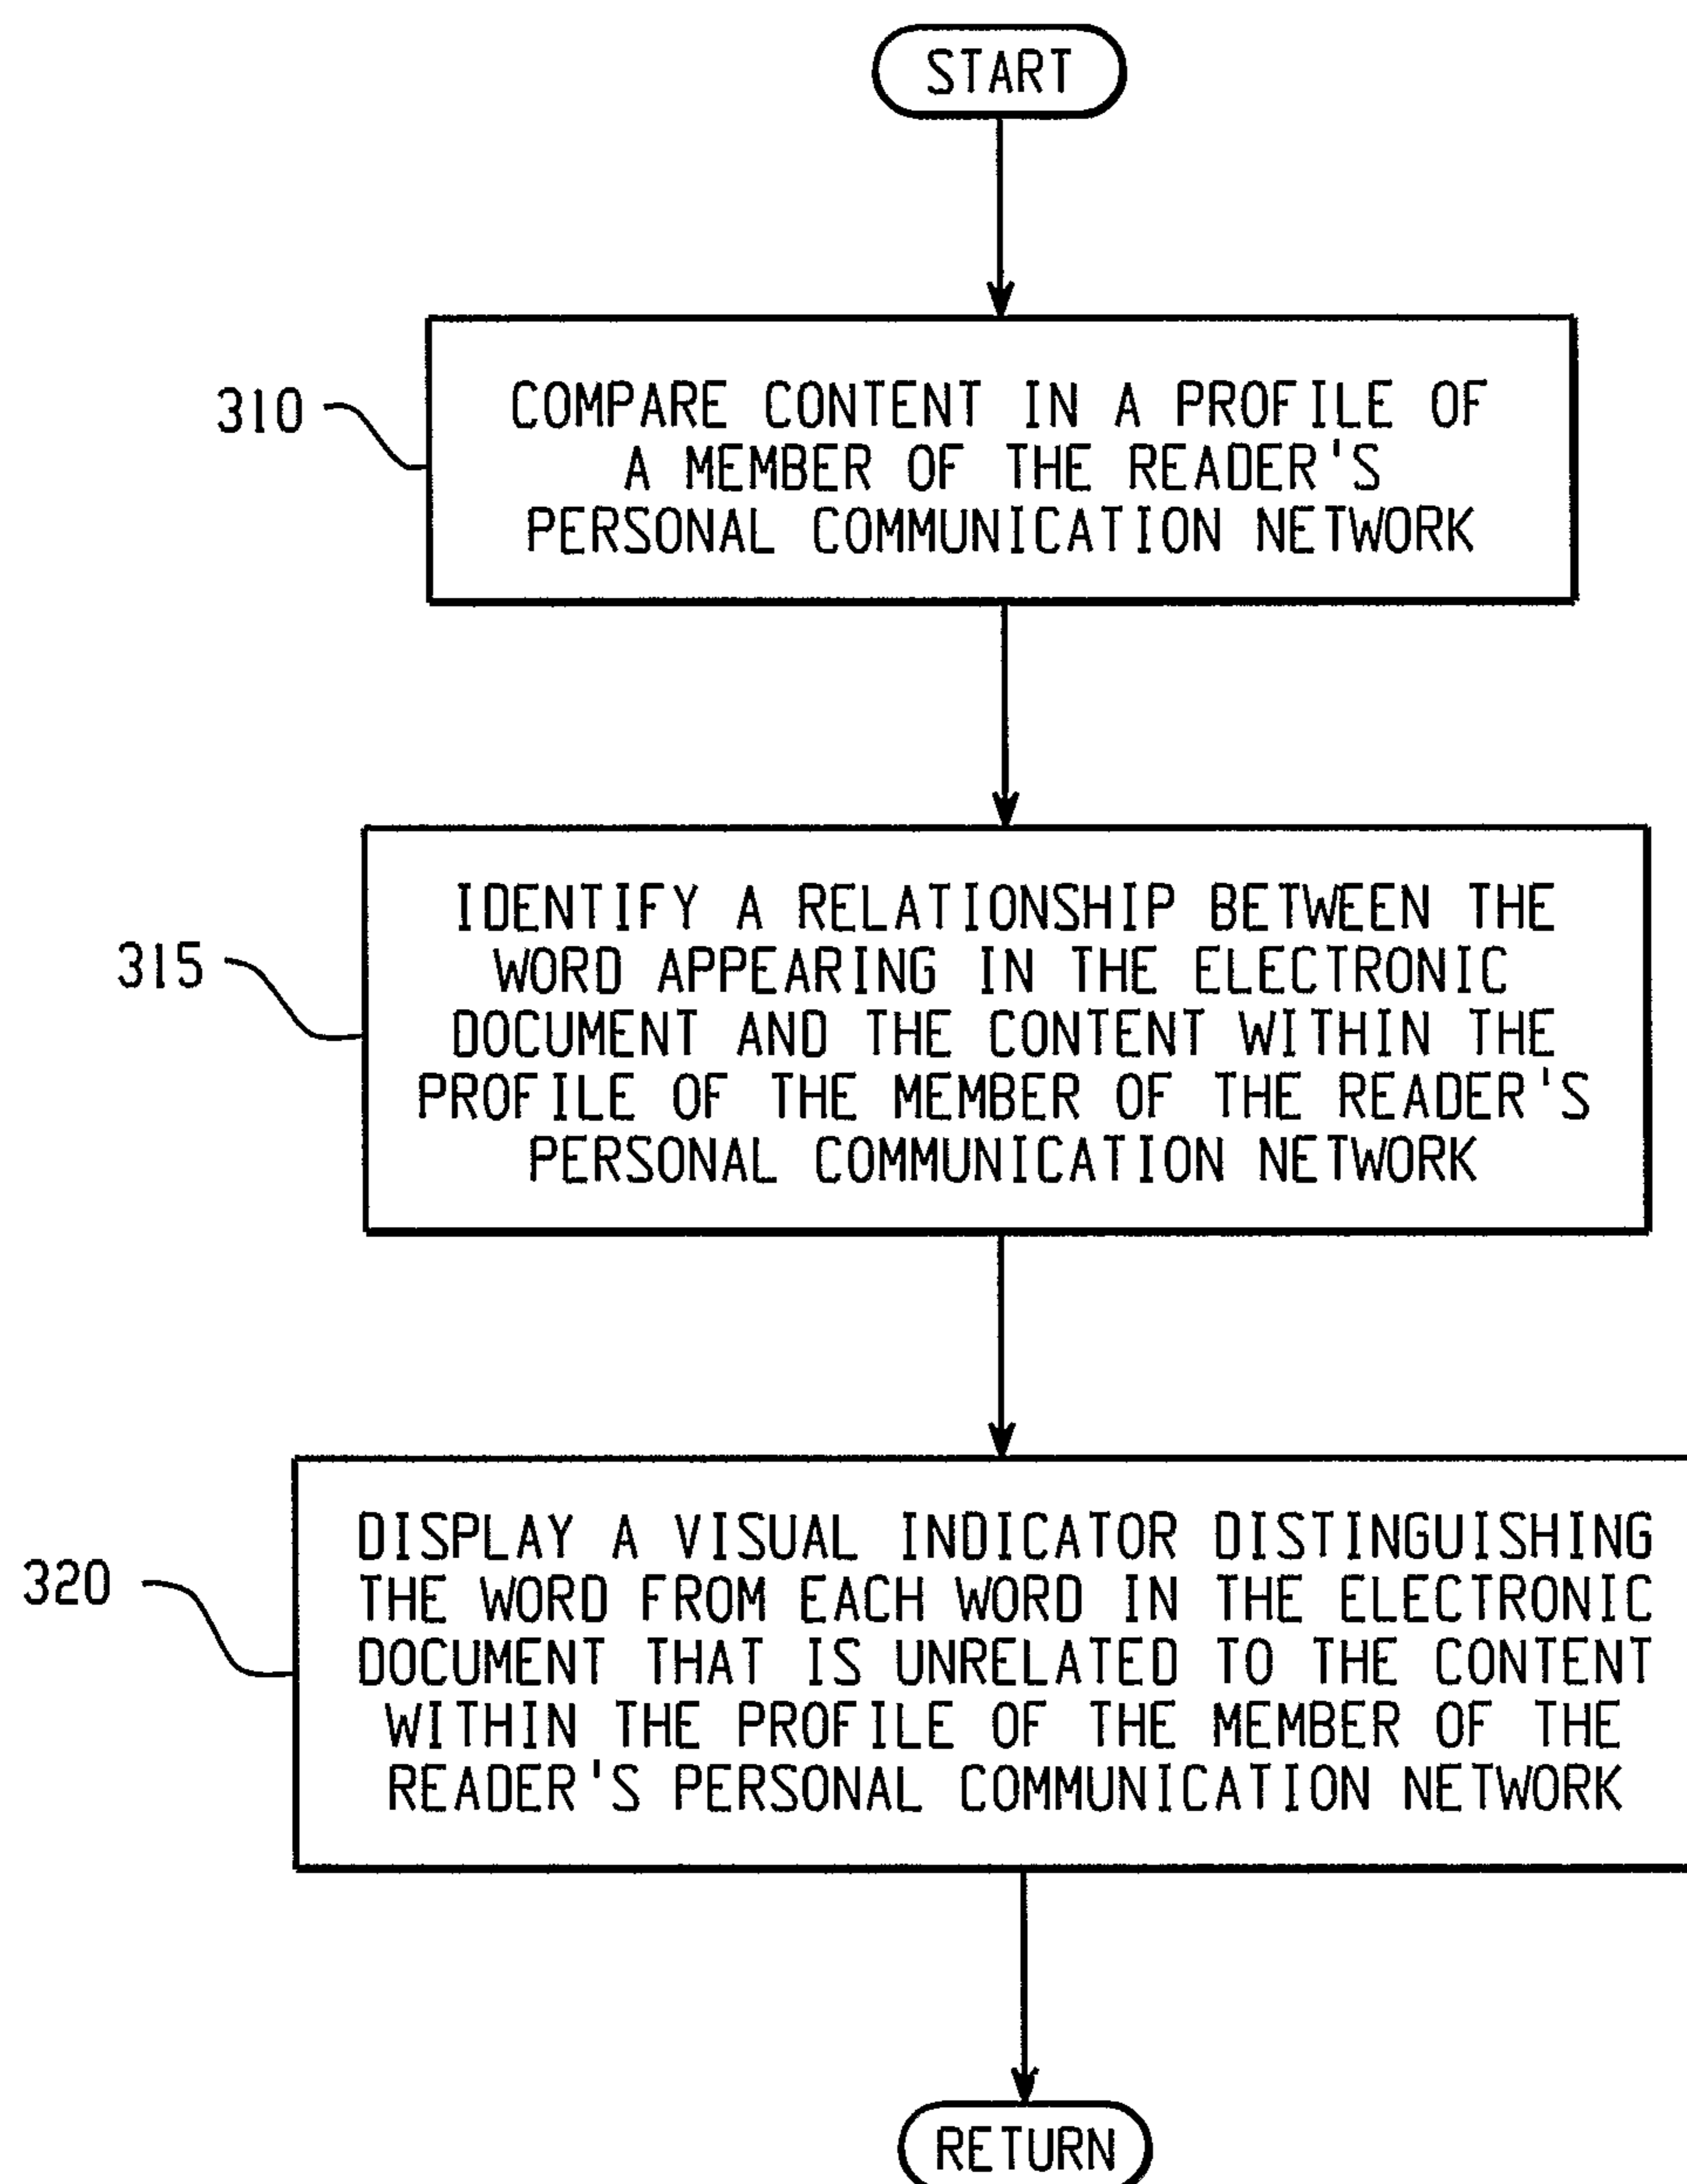 START
310
COMPARE CONTENT IN A PROFILE OF
A MEMBER OF THE READER'S
PERSONAL COMMUNICATION NETWORK
315
IDENTIFY A RELATIONSHIP BETWEEN THE
WORD APPEARING IN THE ELECTRONIC
DOCUMENT AND THE CONTENT WITHIN THE
PROFILE OF THE MEMBER OF THE READER'S
PERSONAL COMMUNICATION NETWORK
320
DISPLAY A VISUAL INDICATOR DISTINGUISHING
THE WORD FROM EACH WORD IN THE ELECTRONIC
DOCUMENT THAT IS UNRELATED TO THE CONTENT
WITHIN THE PROFILE OF THE MEMBER OF THE
READER'S PERSONAL COMMUNICATION NETWORK
RETURN